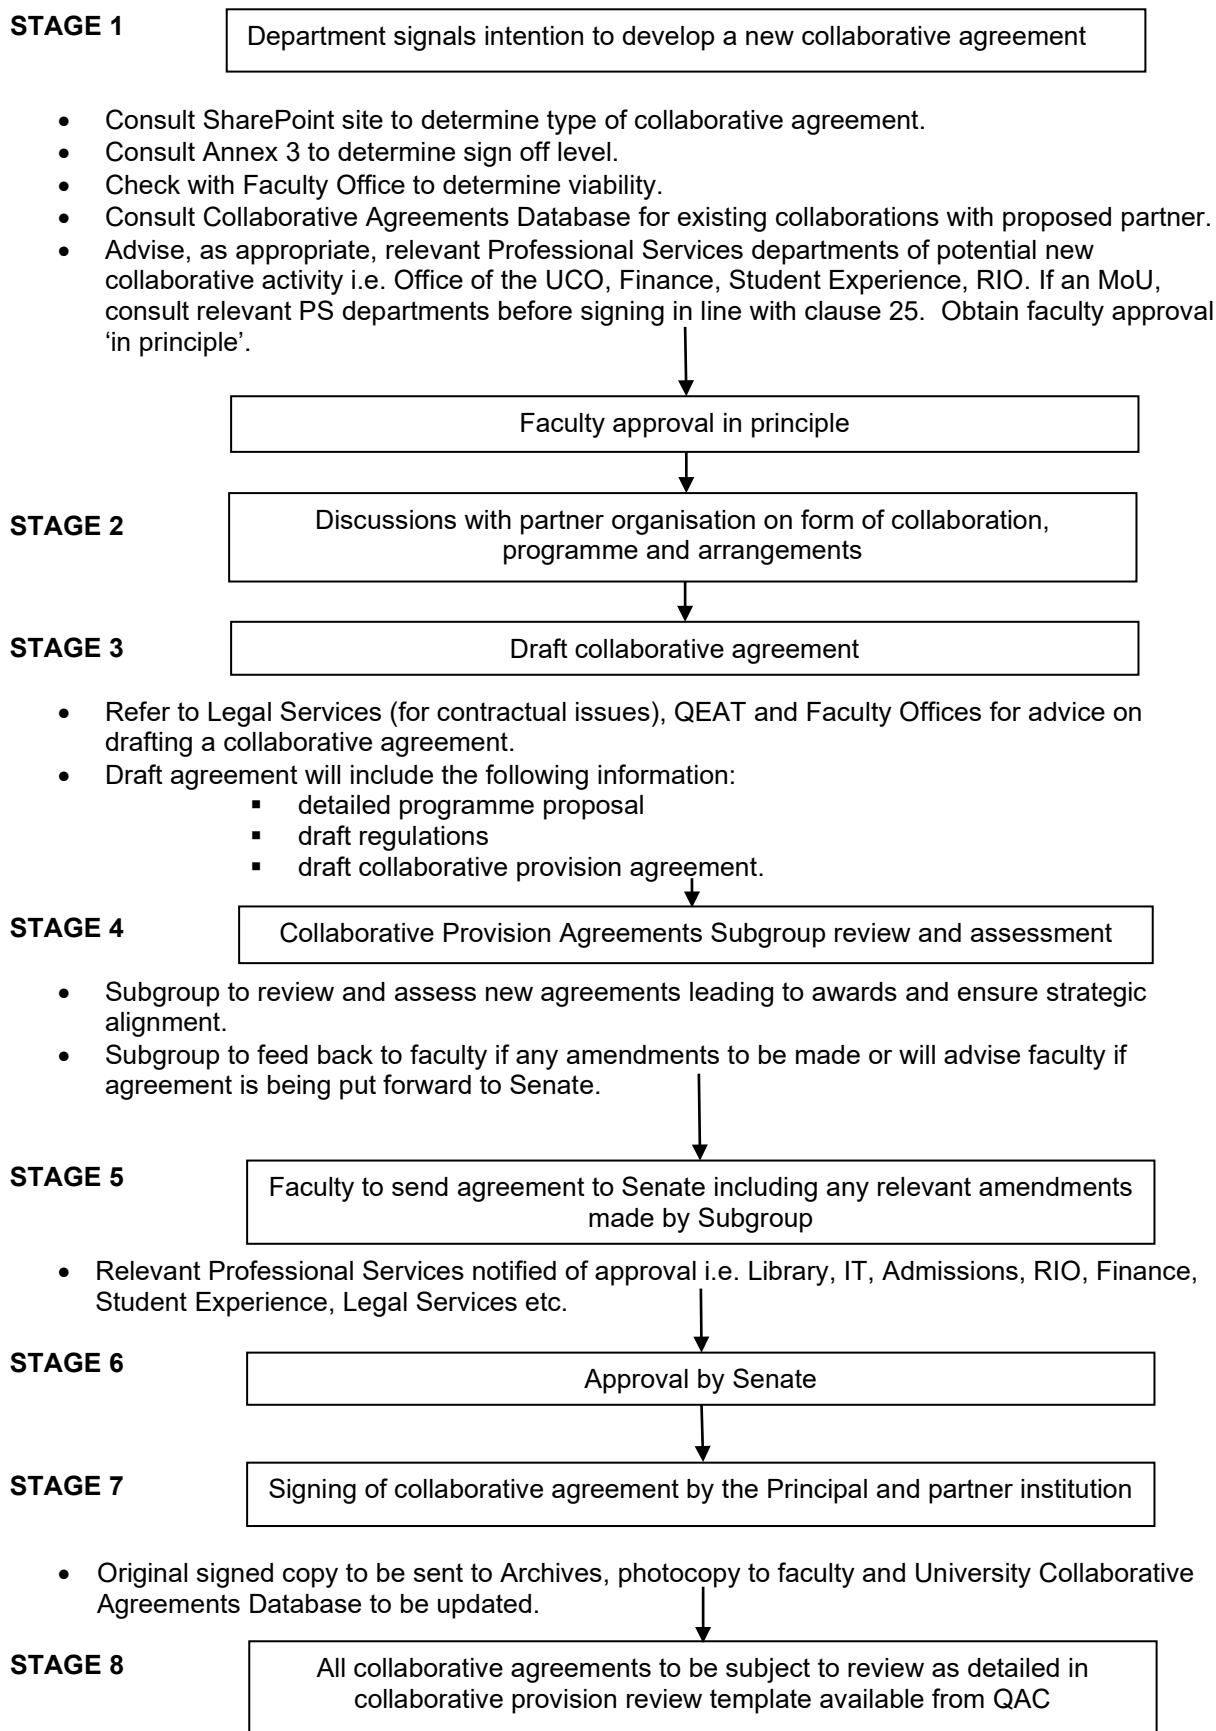 STAGE 1
Department signals intention to develop a new collaborative agreement
• Consult SharePoint site to determine type of collaborative agreement.
• Consult Annex 3 to determine sign off level.
• Check with Faculty Office to determine viability.
• Consult Collaborative Agreements Database for existing collaborations with proposed partner.
• Advise, as appropriate, relevant Professional Services departments of potential new
collaborative activity i.e. Office of the UCO, Finance, Student Experience, RIO. If an MoU,
consult relevant PS departments before signing in line with clause 25.  Obtain faculty approval
‘in principle’.
Faculty approval in principle
STAGE 2
Discussions with partner organisation on form of collaboration,
programme and arrangements
STAGE 3
Draft collaborative agreement
• Refer to Legal Services (for contractual issues), QEAT and Faculty Offices for advice on
drafting a collaborative agreement.
• Draft agreement will include the following information:
▪ detailed programme proposal
▪ draft regulations
▪ draft collaborative provision agreement.
STAGE 4
Collaborative Provision Agreements Subgroup review and assessment
• Subgroup to review and assess new agreements leading to awards and ensure strategic
alignment.
• Subgroup to feed back to faculty if any amendments to be made or will advise faculty if
agreement is being put forward to Senate.
STAGE 5
Faculty to send agreement to Senate including any relevant amendments
made by Subgroup
• Relevant Professional Services notified of approval i.e. Library, IT, Admissions, RIO, Finance,
Student Experience, Legal Services etc.
STAGE 6
Approval by Senate
STAGE 7
Signing of collaborative agreement by the Principal and partner institution
• Original signed copy to be sent to Archives, photocopy to faculty and University Collaborative
Agreements Database to be updated.
STAGE 8
All collaborative agreements to be subject to review as detailed in
collaborative provision review template available from QAC